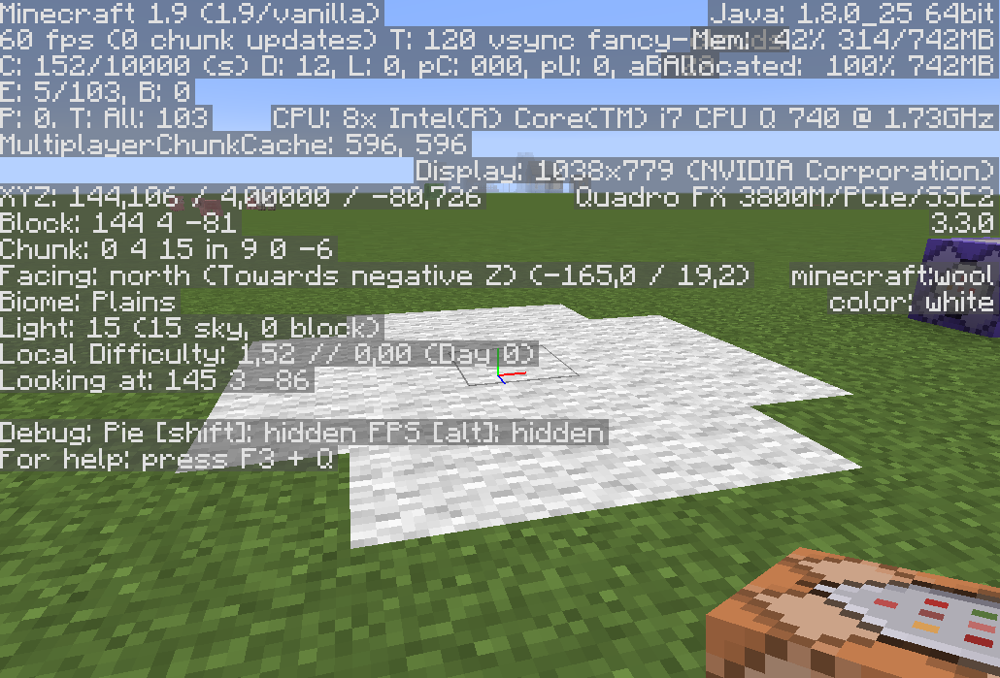 Minecraft 1.9 (1.9/vanilla)
60 fps (0 chunk updates) T: 120 vsync fancy-
C: 152/10000 (s) D: 12, L: 0, pC: 000, pU: 0, aB
E: 5/103, B: 0
P: 0. T: All: 103
MultiplayerChunkCache: 596, 596
XYZ: 144,106 / 4,00000 / -80,726
Block: 144 4 -81
Chunk: 0 4 15 in 9 0 -6
Facing: north (Towards negative Z) (-165,0 / 19,2)
Biome: Plains
Light: 15 (15 sky, 0 block)
Local Difficulty: 1,52 // 0,00 (Day 0)
Looking at: 145 3 -86
Debug: Pie [shift]: hidden FPS [alt]: hidden
For help: press F3 + Q
Java: 1.8.0_25 64bit
Mem: 42% 314/742MB
Allocated: 100% 742MB
CPU: 8x Intel(R) Core(TM) i7 CPU Q 740 @ 1.73GHz
Display: 1038x779 (NVIDIA Corporation)
Quadro FX 3800M/PCIe/SSE2
3.3.0
minecraft:wool
color: white